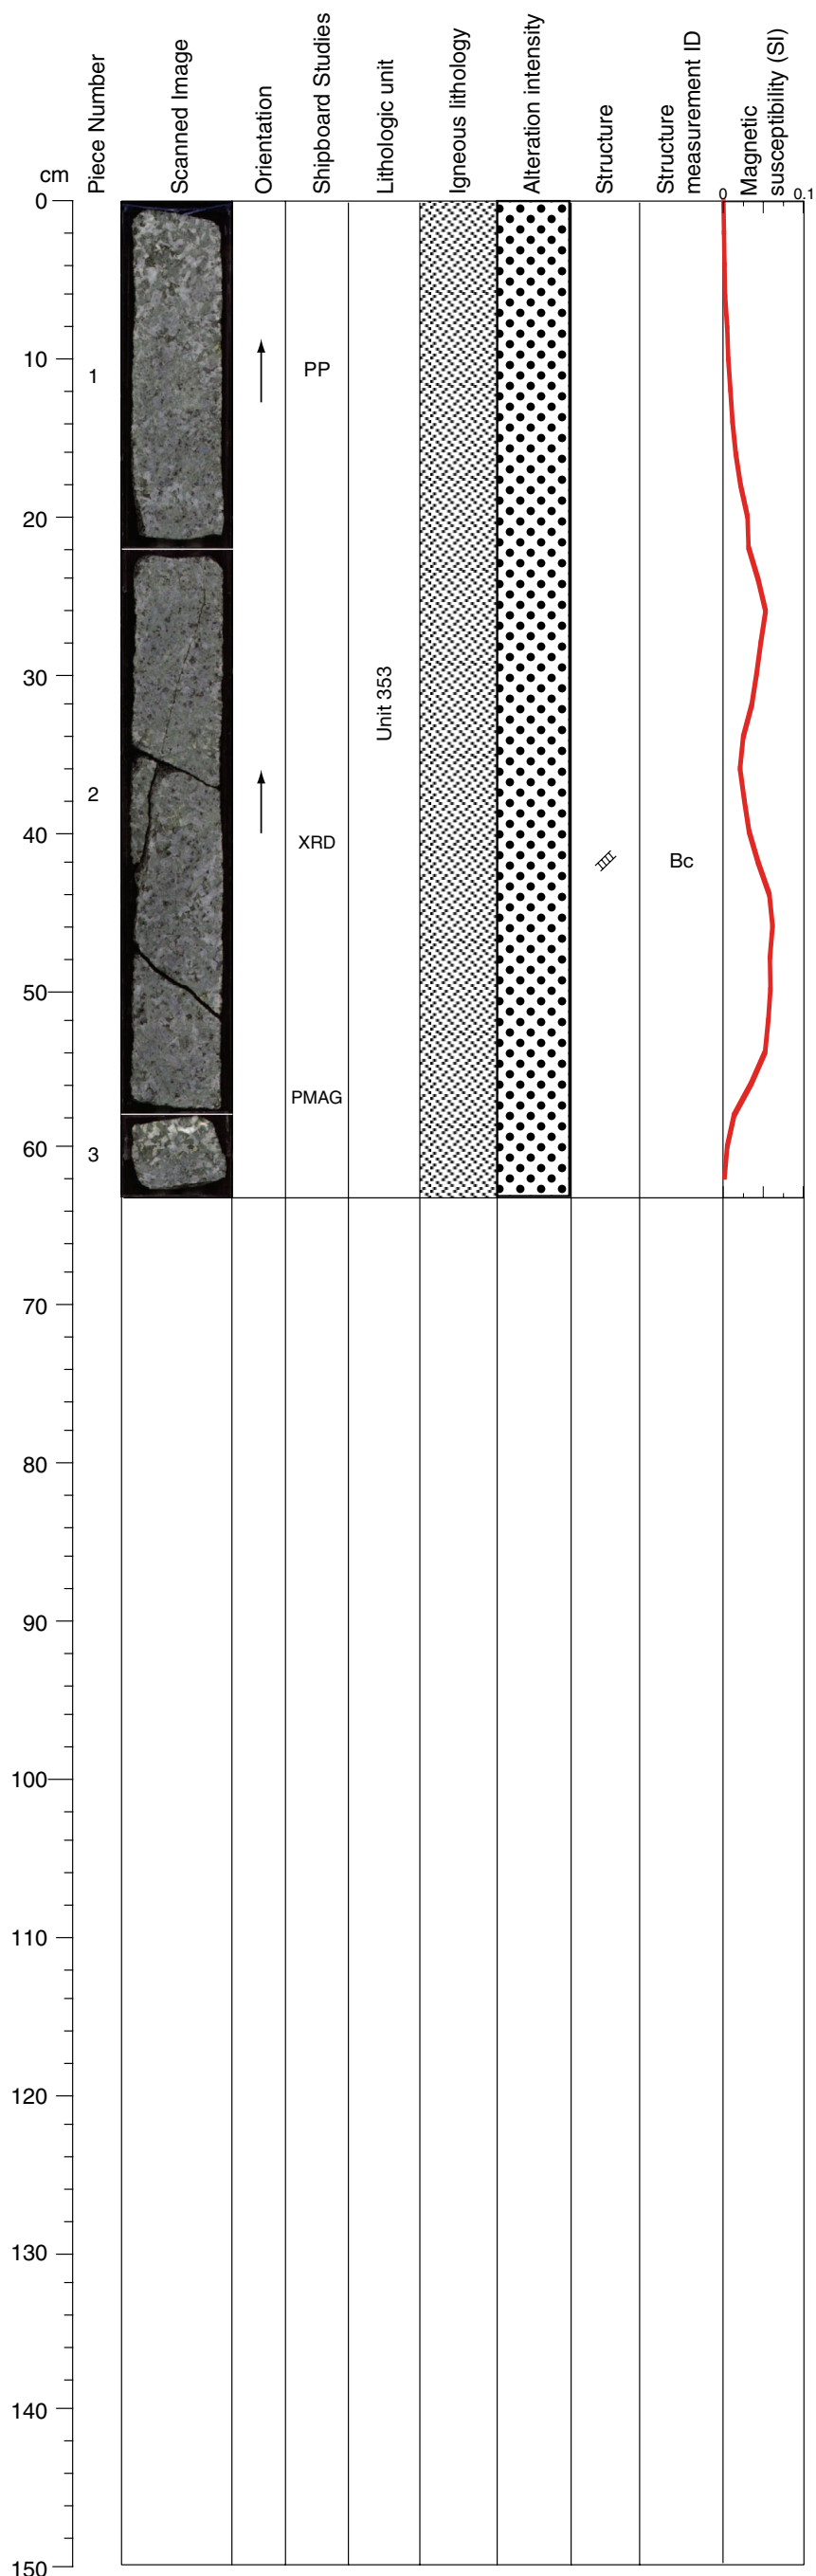 cm
Piece Number
Scanned Image
Orientation
Shipboard Studies
Lithologic unit
Igneous lithology
Alteration intensity
Structure
Structure
measurement ID
Magnetic
susceptibility (SI)
0 0.1
0
10
1
PP
20
30
Unit 353
2
40
XRD
Bc
50
PMAG
60
3
70
80
90
100
110
120
130
140
150